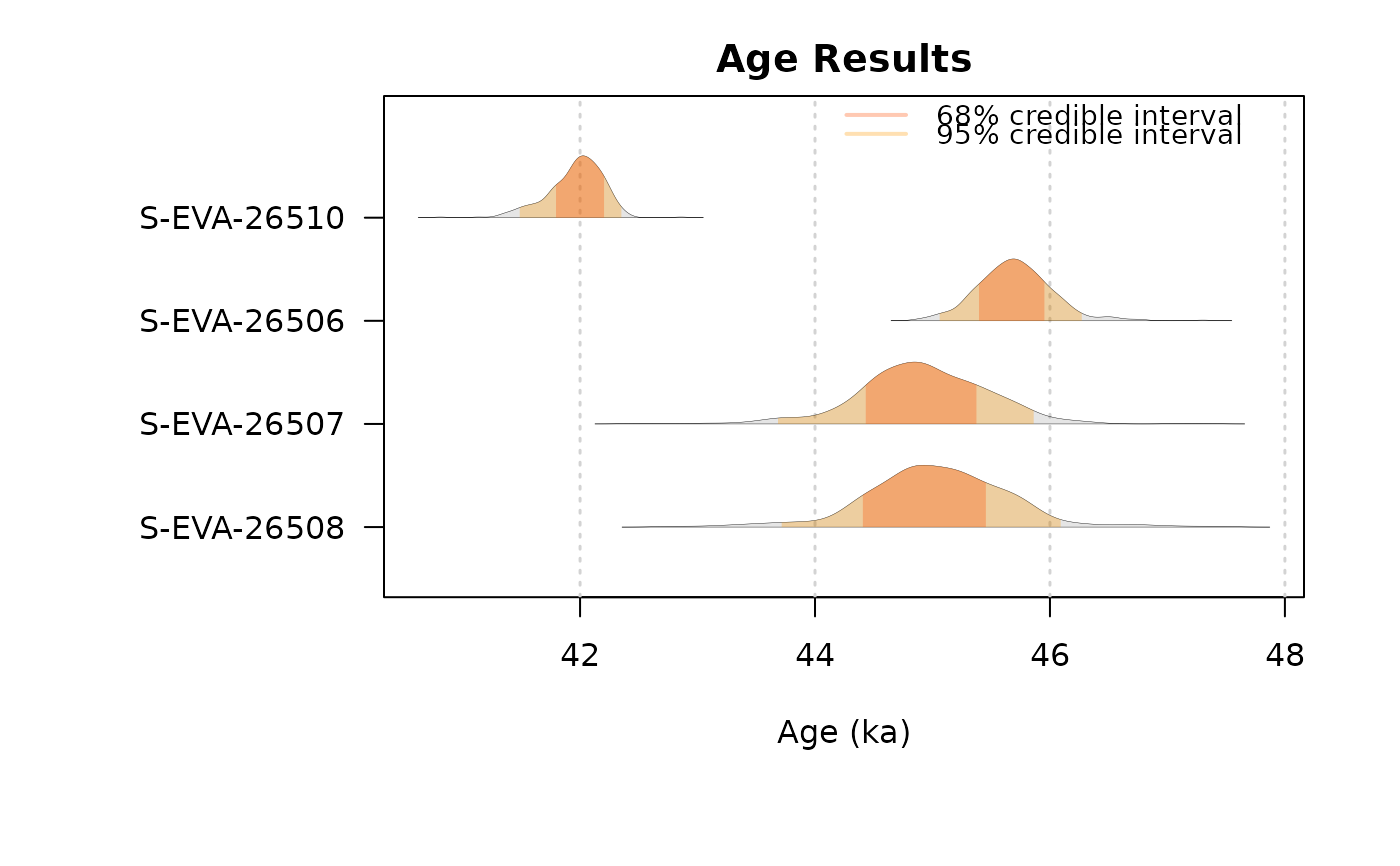 Age Results
68% credible interval
95% credible interval
S-EVA-26510
S-EVA-26506
S-EVA-26507
S-EVA-26508
42 44 46 48
Age (ka)